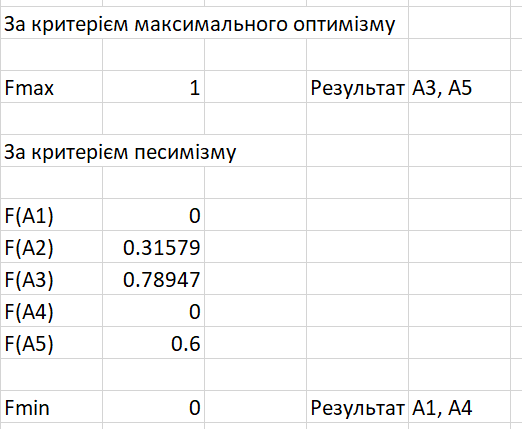 За критерієм максимального оптимізму
Fmax 1 Результат A3, A5
За критерієм песимізму
F(A1) 0
F(A2) 0.31579
F(A3) 0.78947
F(A4) 0
F(A5) 0.6
Fmin 0 Результат A1, A4